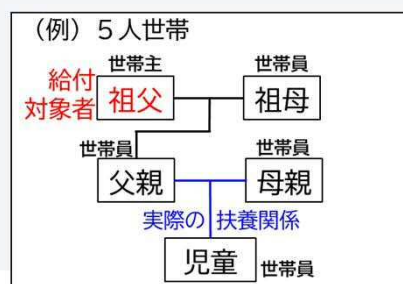 (例)5人世帯
世帯主
世帯員
給付
対象者
祖父
祖母
世帯員
世帯員
父親
母親
実際の扶養関係
児童
世帯員